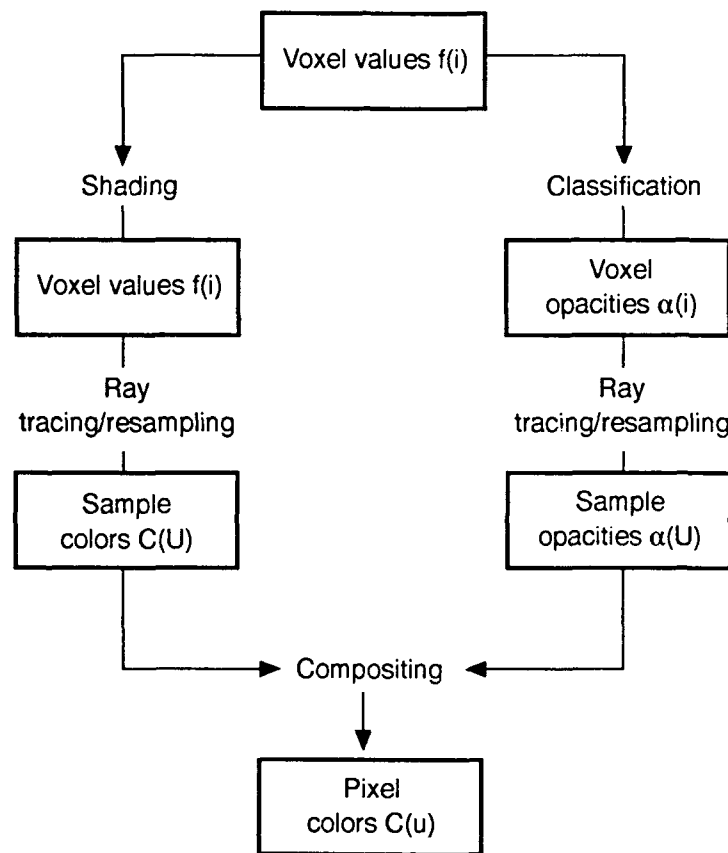 Voxel values f(i)
Shading
Classification
Voxel values f(i)
Voxel
opacities α(i)
Ray
tracing/resampling
Ray
tracing/resampling
Sample
colors C(U)
Sample
opacities α(U)
Compositing
Pixel
colors C(u)